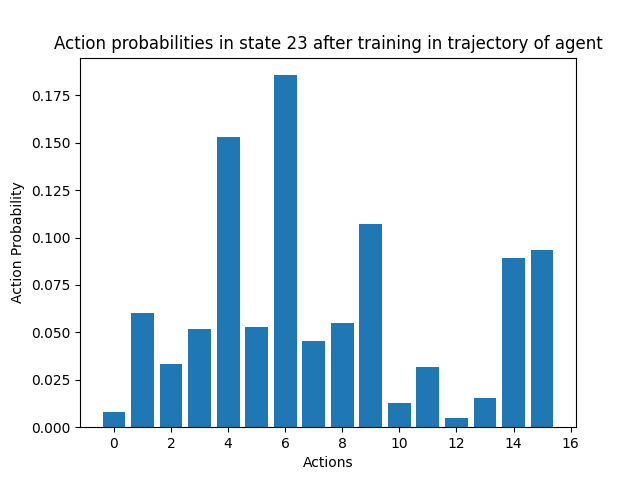 Action probabilities in state 23 after training in trajectory of agent
0.175
0.150
0.125
0.100
0.075
0.050
0.025
0.000
Action Probability
0 2 4 6 8 10 12 14 16
Actions